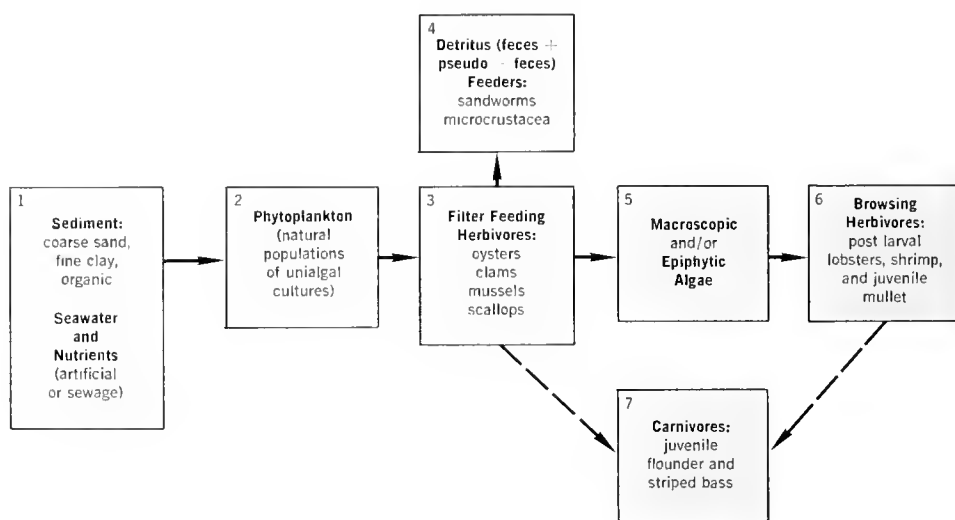 1
Sediment:
coarse sand,
fine clay,
organic
Seawater
and
Nutrients
(artificial
or sewage)
2
Phytoplankton
(natural
populations
of unialgal
cultures)
3
Filter Feeding
Herbivores:
oysters
clams
mussels
scallops
4
Detritus (feces +
pseudo - feces)
Feeders:
sandworms
microcrustacea
5
Macroscopic
and/or
Epiphytic
Algae
6
Browsing
Herbivores:
post larval
lobsters, shrimp,
and juvenile
mullet
7
Carnivores:
juvenile
flounder and
striped bass